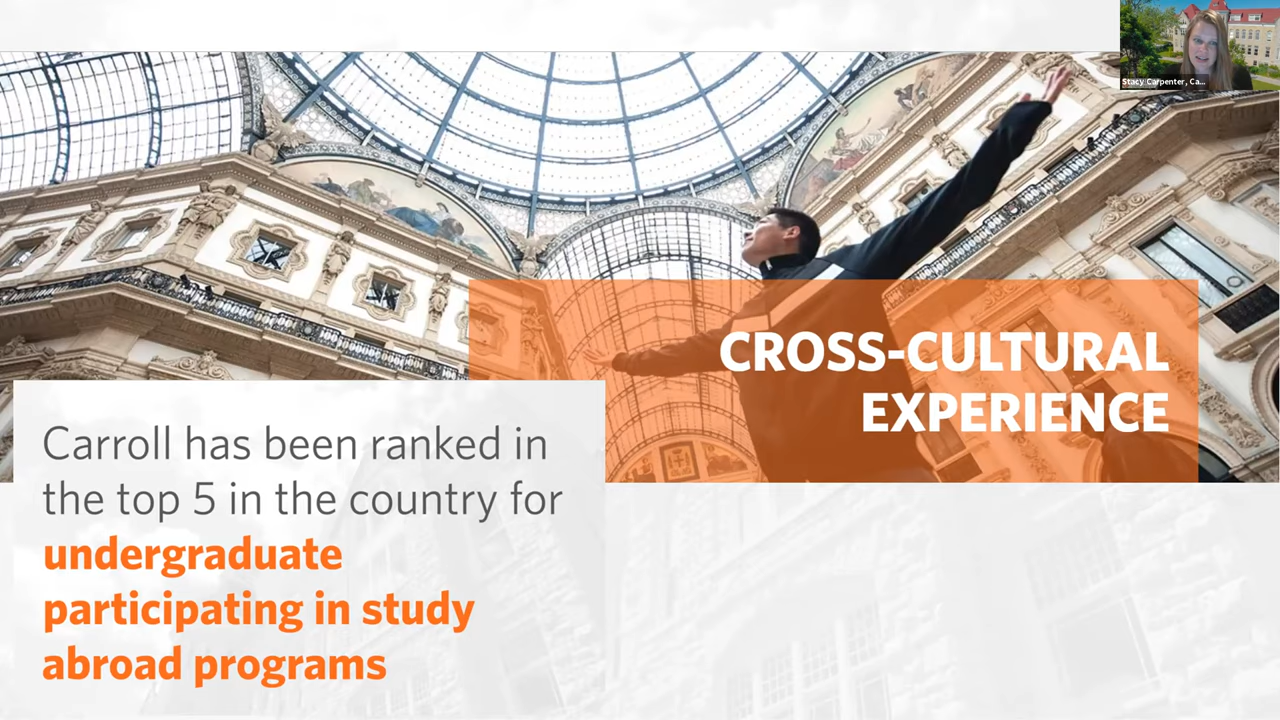 Stacy Carpenter, Ca...
CROSS-CULTURAL
EXPERIENCE
Carroll has been ranked in
the top 5 in the country for
undergraduate
participating in study
abroad programs